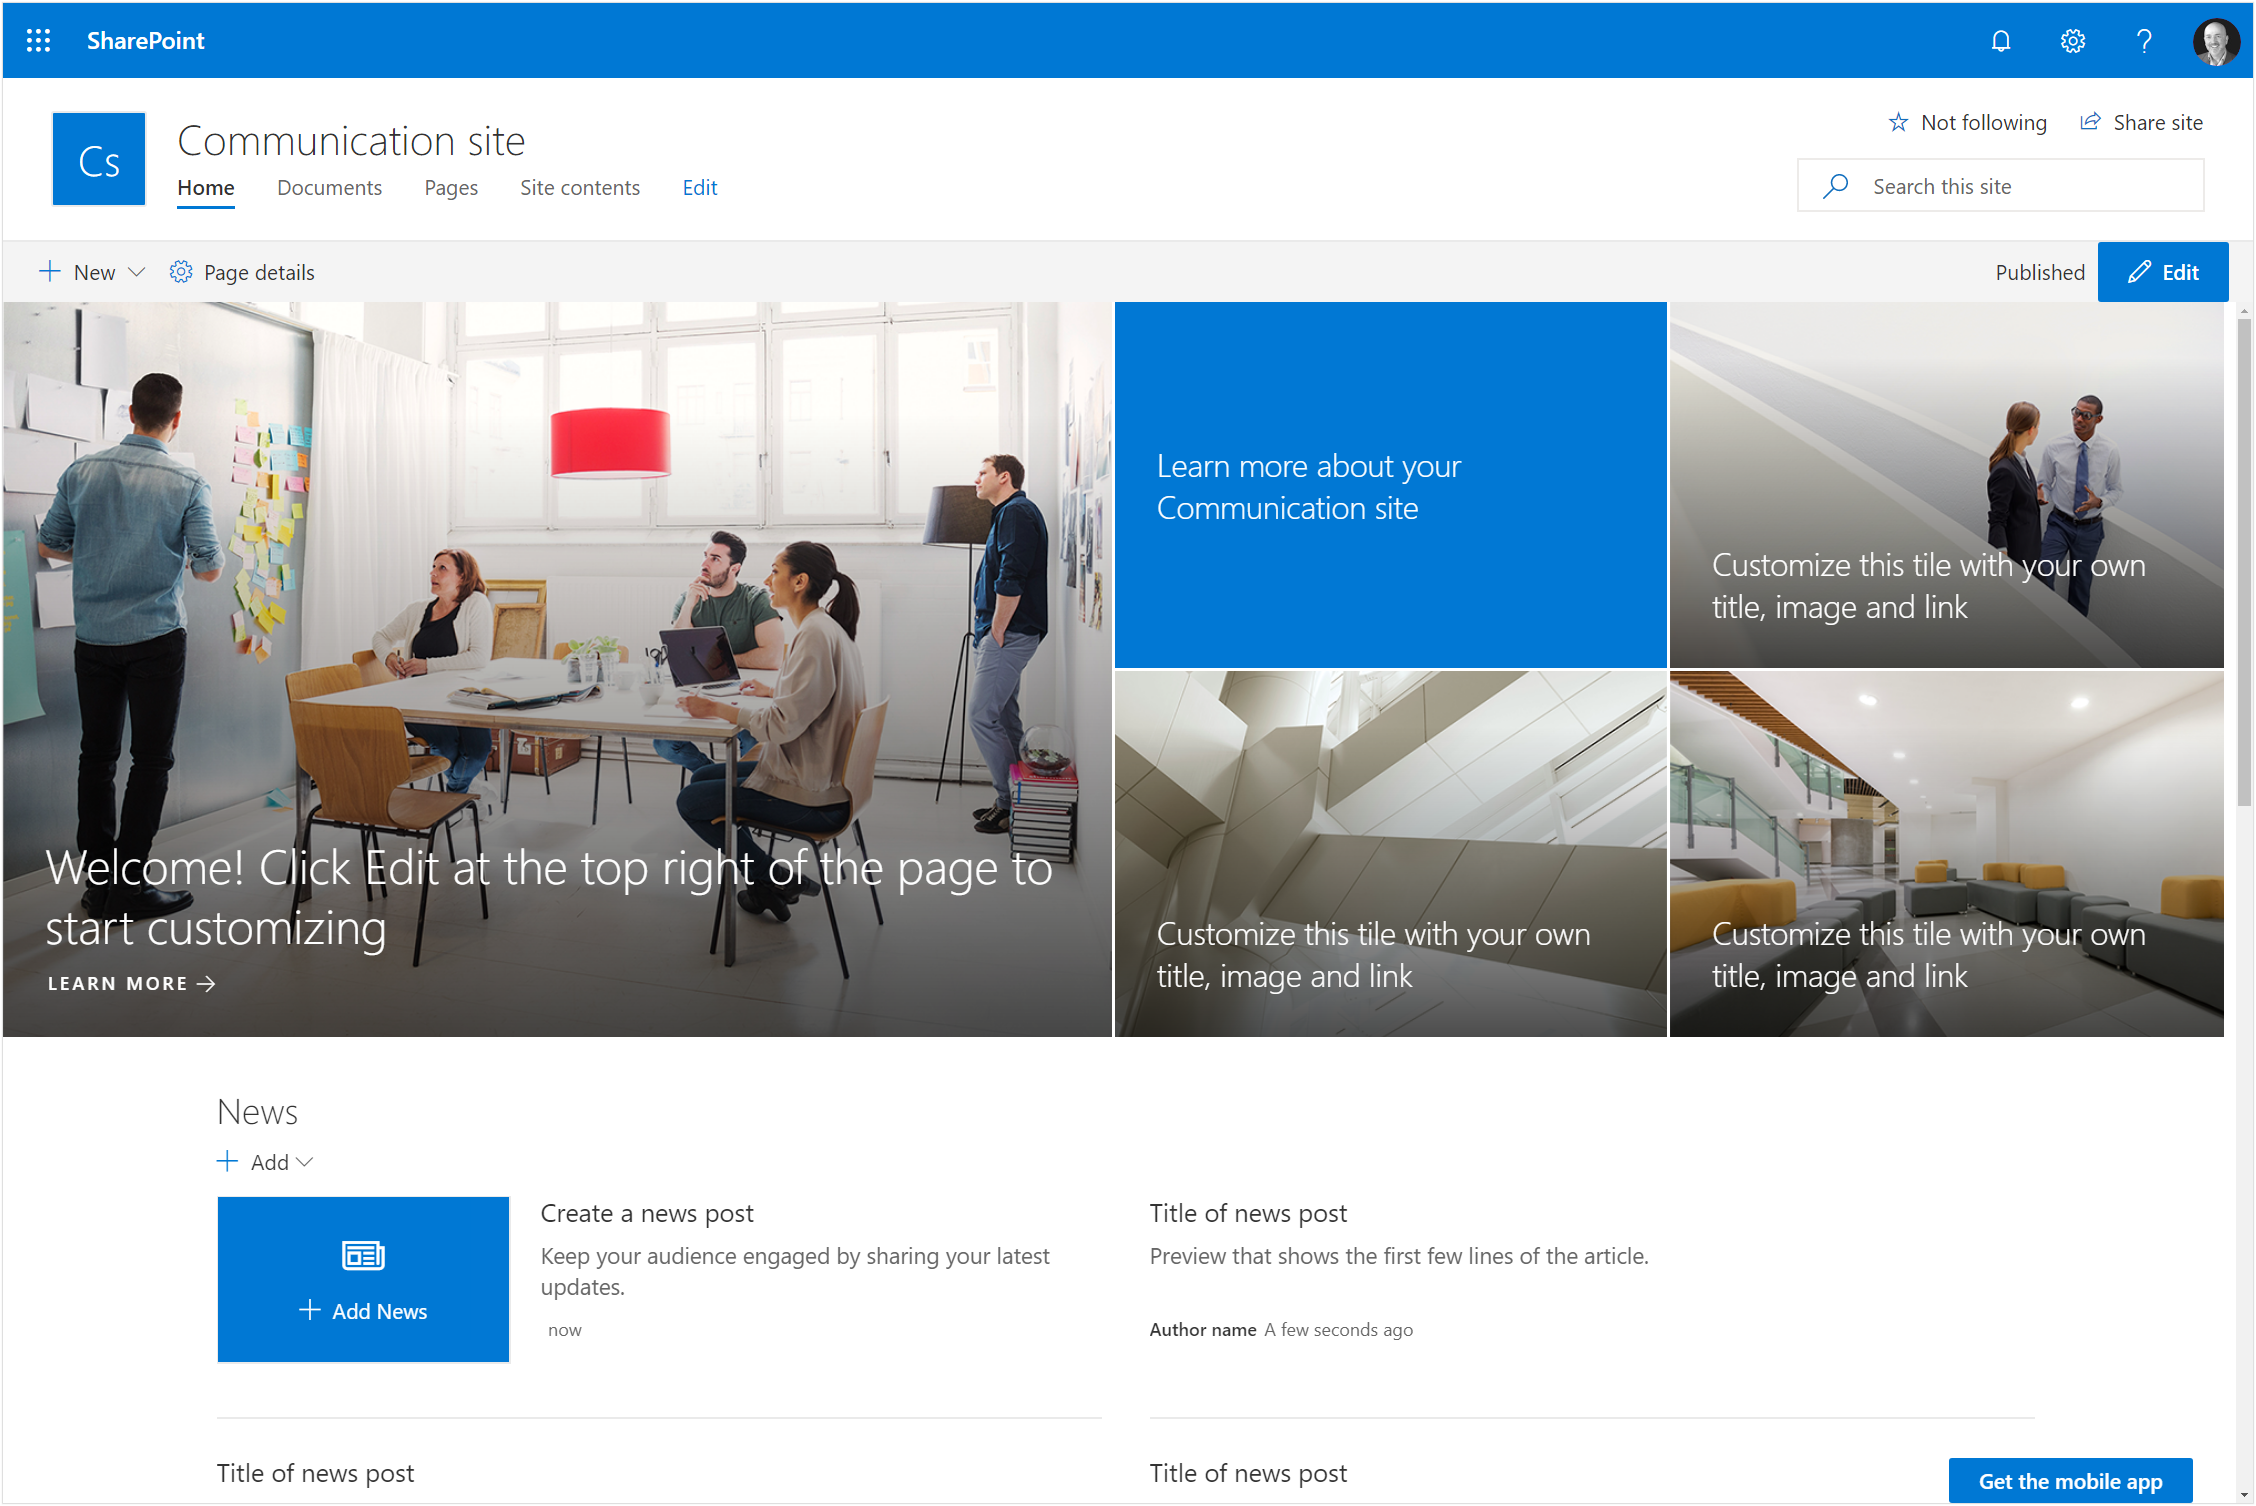 SharePoint
Not following Share site
Cs
Communication site
Home Documents Pages Site contents Edit
Search this site
New Page details
Published Edit
Welcome! Click Edit at the top right of the page to
start customizing
LEARN MORE
Learn more about your
Communication site
Customize this tile with your own
title, image and link
Customize this tile with your own
title, image and link
Customize this tile with your own
title, image and link
News
Add
Add News
Create a news post
Keep your audience engaged by sharing your latest
updates.
now
Title of news post
Preview that shows the first few lines of the article.
Author name A few seconds ago
Title of news post
Title of news post
Get the mobile app